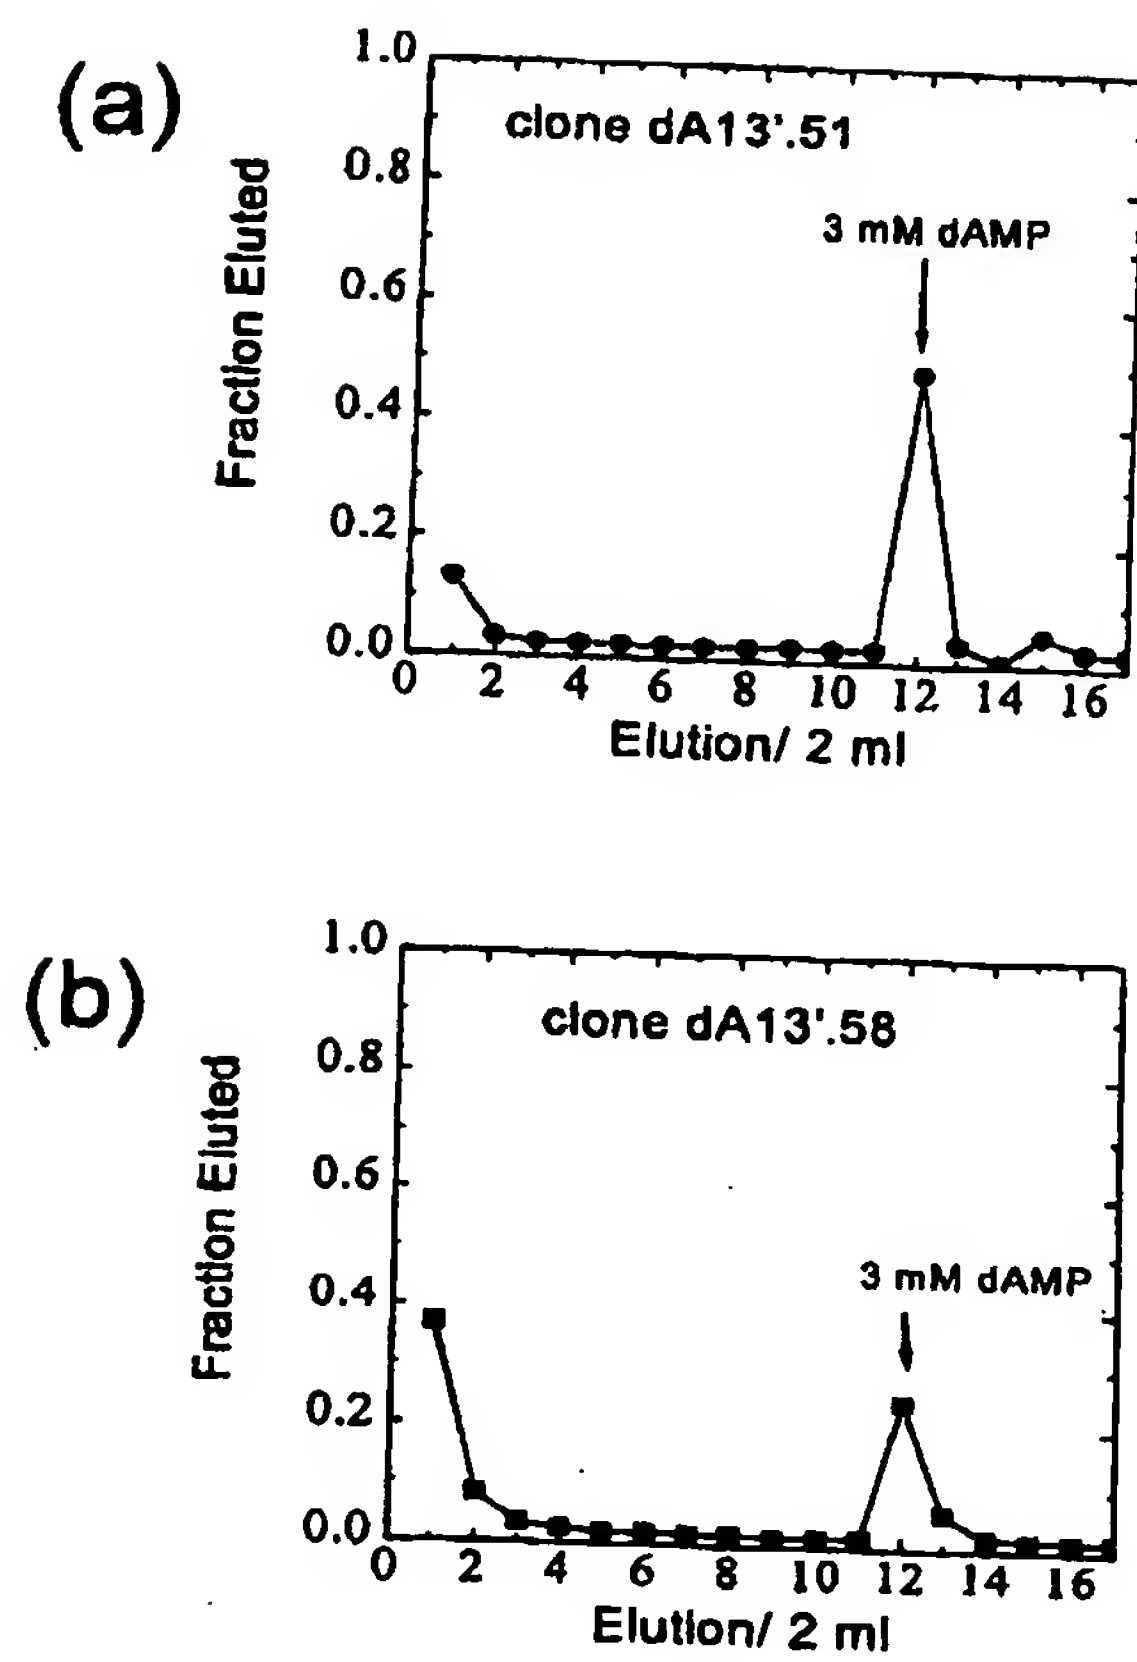 (a)
clone dA13'.51
3 mM dAMP
Fraction Eluted
1.0
0.8
0.6
0.4
0.2
0.0
0 2 4 6 8 10 12 14 16
Elution/ 2 ml
(b)
clone dA13'.58
3 mM dAMP
Fraction Eluted
1.0
0.8
0.6
0.4
0.2
0.0
0 2 4 6 8 10 12 14 16
Elution/ 2 ml